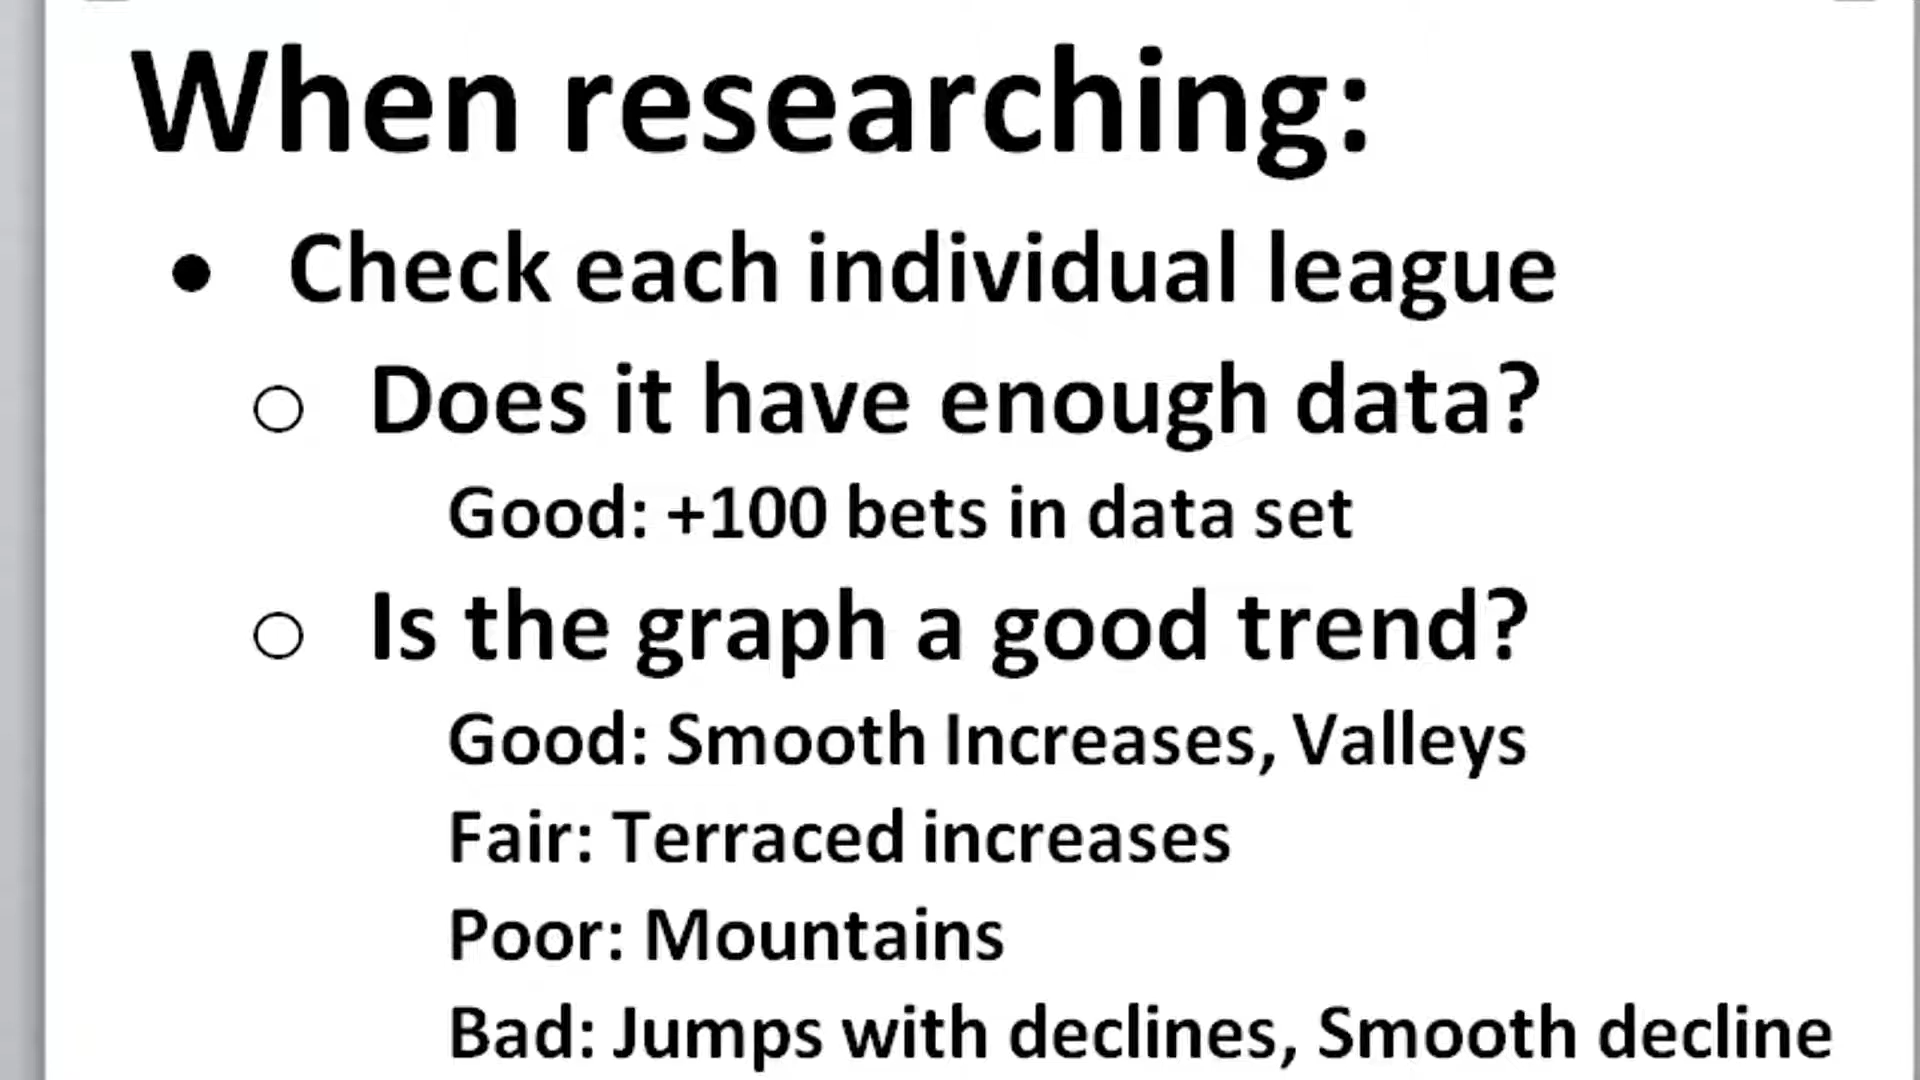 When researching:
• Check each individual league
○ Does it have enough data?
Good: +100 bets in data set
○ Is the graph a good trend?
Good: Smooth Increases, Valleys
Fair: Terraced increases
Poor: Mountains
Bad: Jumps with declines, Smooth decline